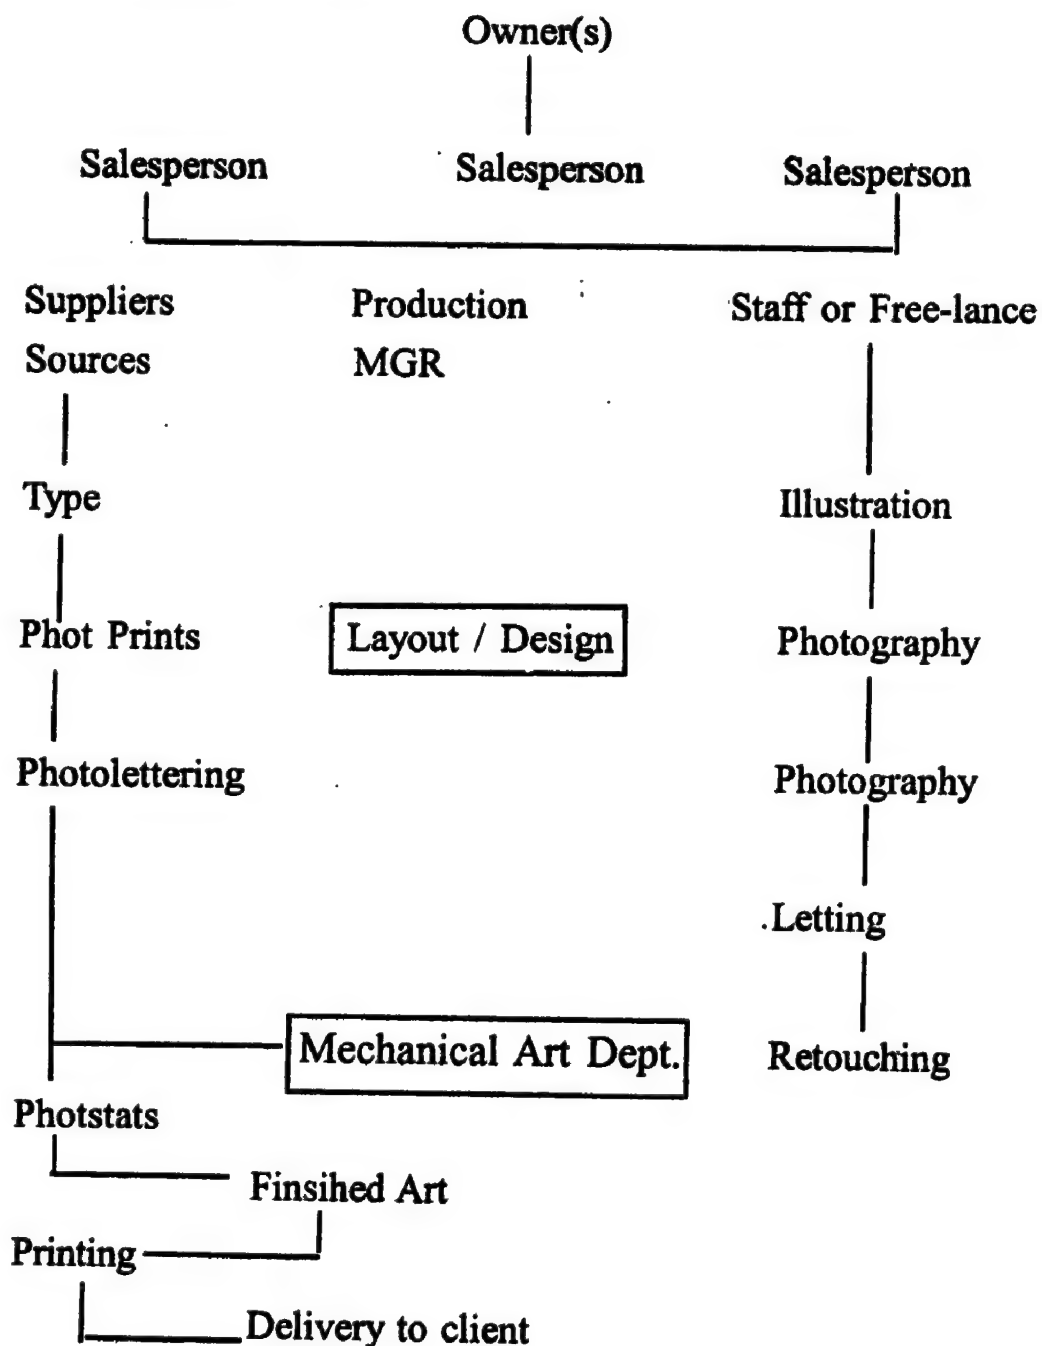 Owner(s)
Salesperson Salesperson Salesperson
Suppliers Production Staff or Free-lance
Sources MGR
Type Illustration
Phot Prints Layout / Design Photography
Photolettering Photography
Letting
Mechanical Art Dept. Retouching
Photstats
Finsihed Art
Printing
Delivery to client